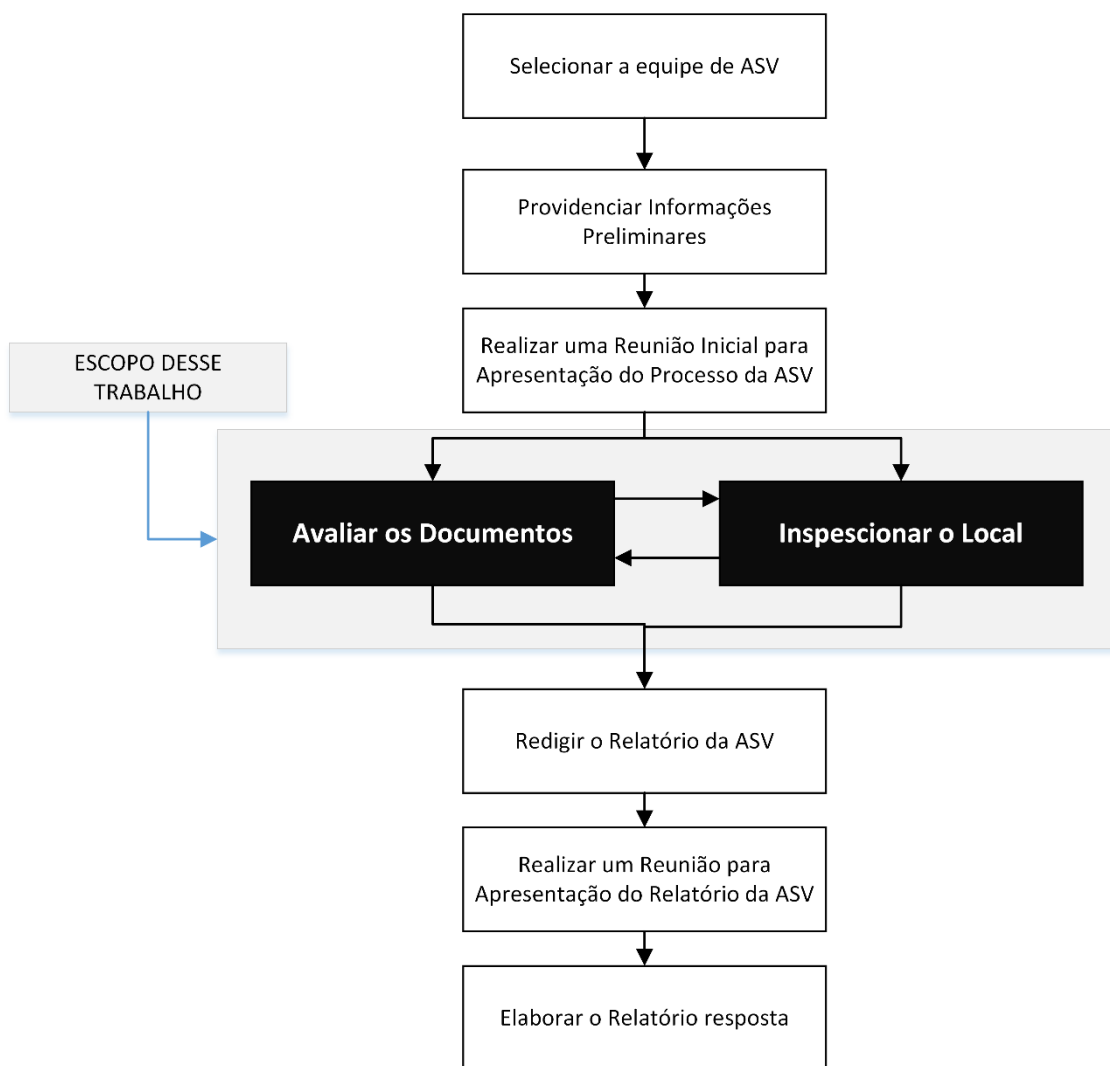 Selecionar a equipe de ASV
Providenciar Informações
Preliminares
Realizar uma Reunião Inicial para
Apresentação do Processo da ASV
ESCOPO DESSE
TRABALHO
Avaliar os Documentos
Inspescionar o Local
Redigir o Relatório da ASV
Realizar um Reunião para
Apresentação do Relatório da ASV
Elaborar o Relatório resposta